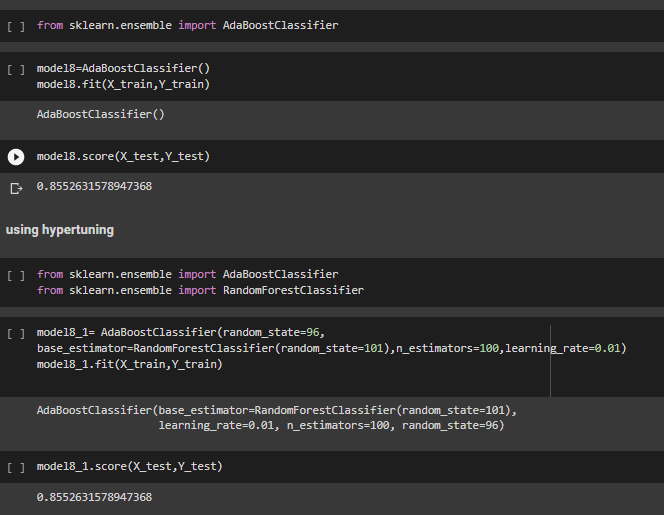 [ ] from sklearn.ensemble import AdaBoostClassifier
[ ] model8=AdaBoostClassifier()
model8.fit(X_train,Y_train)
AdaBoostClassifier()
model8.score(X_test,Y_test)
0.8552631578947368
using hypertuning
[ ] from sklearn.ensemble import AdaBoostClassifier
from sklearn.ensemble import RandomForestClassifier
[ ] model8_1= AdaBoostClassifier(random_state=96,
base_estimator=RandomForestClassifier(random_state=101),n_estimators=100,learning_rate=0.01)
model8_1.fit(X_train,Y_train)
AdaBoostClassifier(base_estimator=RandomForestClassifier(random_state=101),
learning_rate=0.01, n_estimators=100, random_state=96)
[ ] model8_1.score(X_test,Y_test)
0.8552631578947368